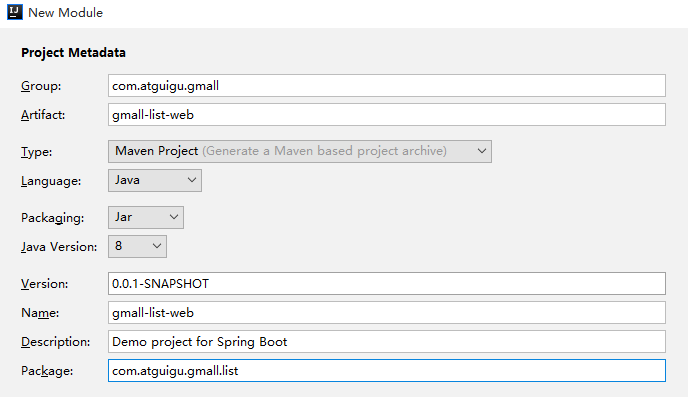 New Module
Project Metadata
Group: com.atguigu.gmall
Artifact: gmall-list-web
Type: Maven Project (Generate a Maven based project archive)
Language: Java
Packaging: Jar
Java Version: 8
Version: 0.0.1-SNAPSHOT
Name: gmall-list-web
Description: Demo project for Spring Boot
Package: com.atguigu.gmall.list